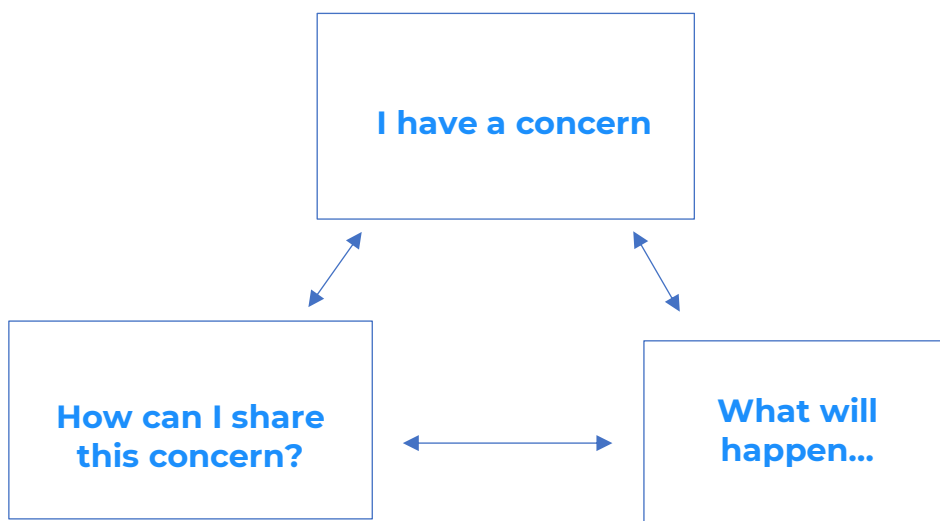 I have a concern
How can I share
this concern?
What will
happen...